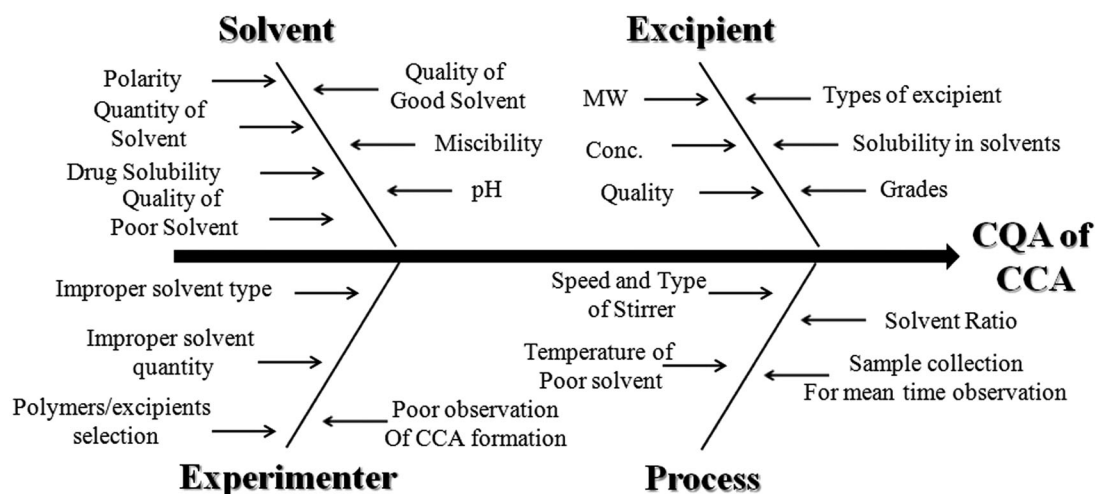 Solvent
Polarity
Quantity of
Solvent
Drug Solubility
Quality of
Poor Solvent
Quality of
Good Solvent
Miscibility
pH
Excipient
MW
Conc.
Quality
Types of excipient
Solubility in solvents
Grades
CQA of
CCA
Improper solvent type
Improper solvent
quantity
Polymers/excipients
selection
Poor observation
Of CCA formation
Experimenter
Speed and Type
of Stirrer
Temperature of
Poor solvent
Solvent Ratio
Sample collection
For mean time observation
Process